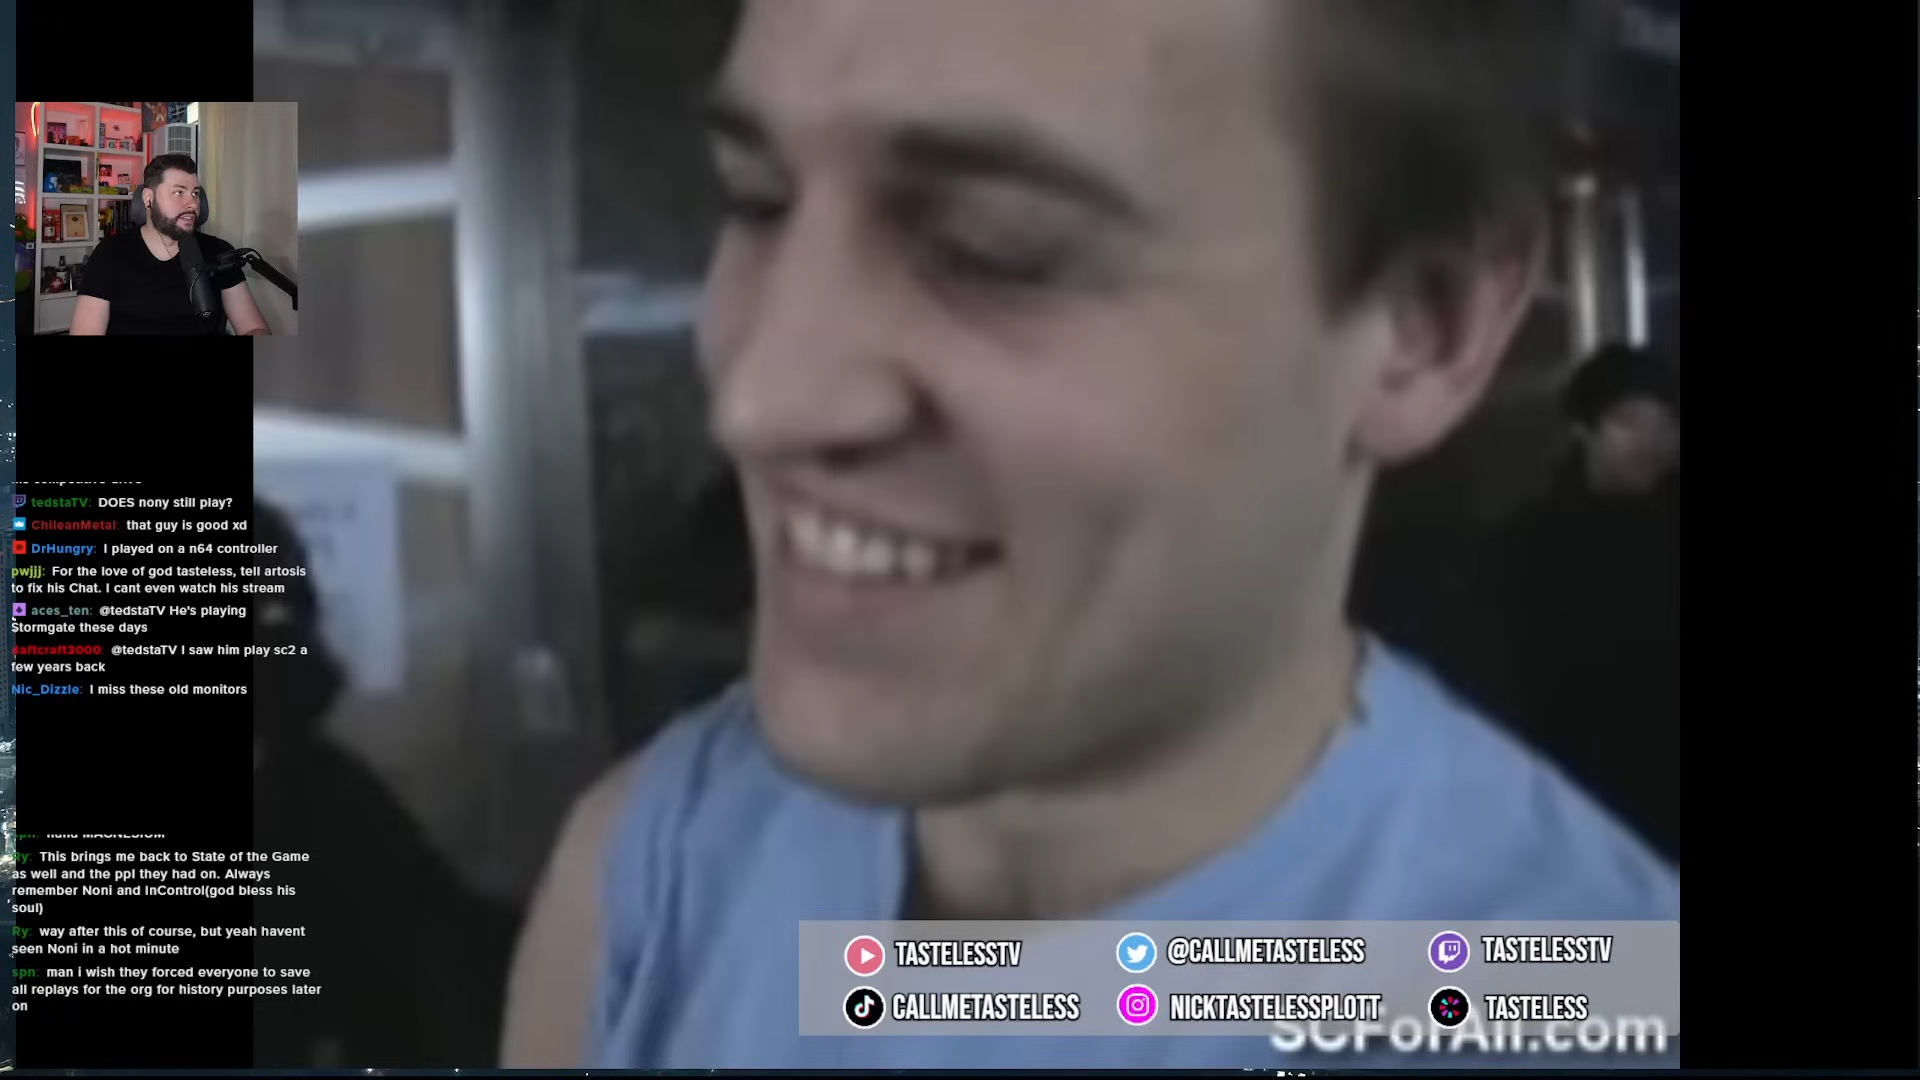 tedstaTV: DOES nony still play?
ChileanMetal: that guy is good xd
DrHungry: I played on a n64 controller
pwjjj: For the love of god tasteless, tell artosis
to fix his Chat. I cant even watch his stream
aces_ten: @tedstaTV He's playing
Stormgate these days
daftcraft3000: @tedstaTV I saw him play sc2 a
few years back
Nic_Dizzle: I miss these old monitors
Ry: This brings me back to State of the Game
as well and the ppl they had on. Always
remember Noni and InControl(god bless his
soul)
Ry: way after this of course, but yeah havent
seen Noni in a hot minute
spn: man i wish they forced everyone to save
all replays for the org for history purposes later
on
TASTELESSTV
@CALLMETASTELESS
TASTELESSTV
CALLMETASTELESS
NICKTASTELESSPLOTT
TASTELESS
SCForAll.com